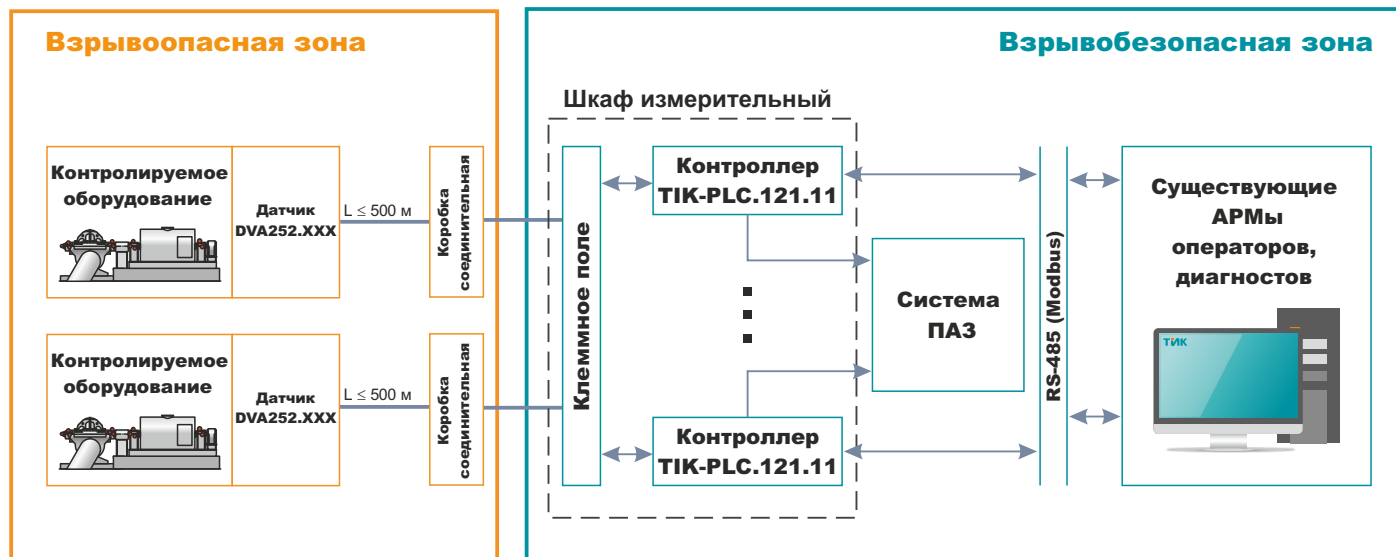 Взрывоопасная зона
Контролируемое
оборудование
Датчик
DVA252.XXX
L ≤ 500 м
Коробка
соединительная
Контролируемое
оборудование
Датчик
DVA252.XXX
L ≤ 500 м
Коробка
соединительная
Взрывобезопасная зона
Шкаф измерительный
Клеммное поле
Контроллер
TIK-PLC.121.11
Контроллер
TIK-PLC.121.11
Система
ПАЗ
RS-485 (Modbus)
Существующие
АРМы
операторов,
диагностов
ТИК